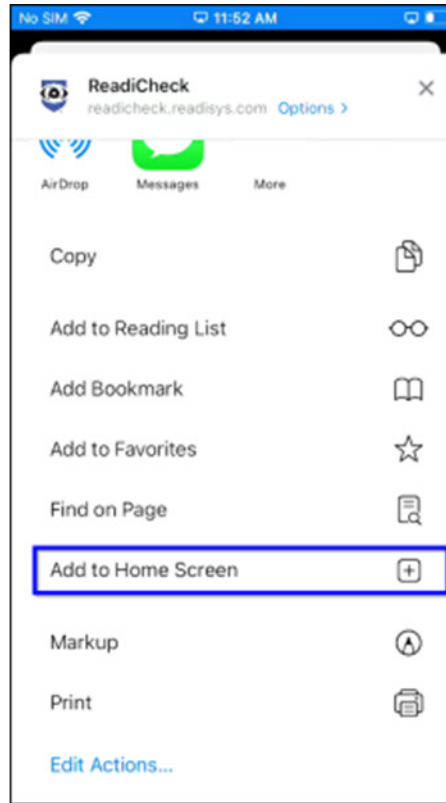 No SIM 11:52 AM
ReadiCheck
readicheck.readisys.com Options >
AirDrop Messages More
Copy
Add to Reading List
Add Bookmark
Add to Favorites
Find on Page
Add to Home Screen
Markup
Print
Edit Actions...